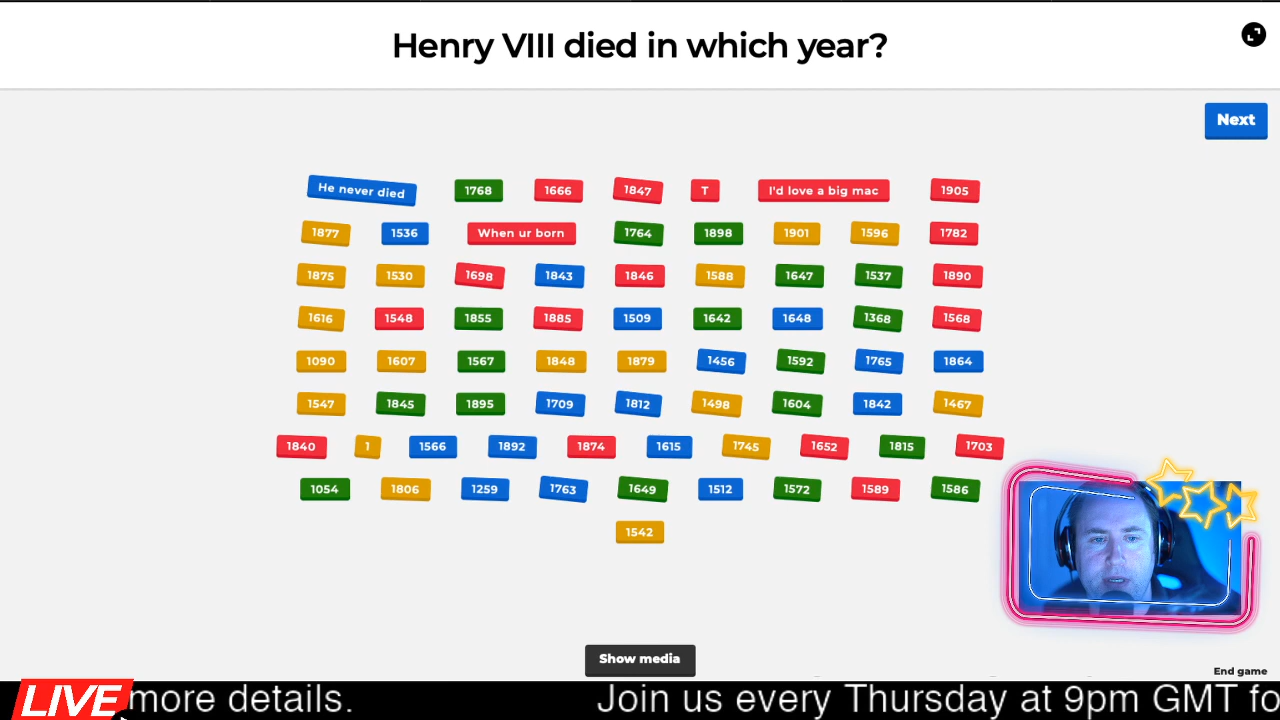 Henry VIII died in which year?
Next
He never died 1768 1666 1847 T I'd love a big mac 1905
1877 1536 When ur born 1764 1898 1901 1596 1782
1875 1530 1698 1843 1846 1588 1647 1537 1890
1616 1548 1855 1885 1509 1642 1648 1368 1568
1090 1607 1567 1848 1879 1456 1592 1765 1864
1547 1845 1895 1709 1812 1498 1604 1842 1467
1840 1 1566 1892 1874 1615 1745 1652 1815 1703
1054 1806 1259 1763 1649 1512 1572 1589 1586
1542
Show media
End game
LIVE more details. Join us every Thursday at 9pm GMT fo